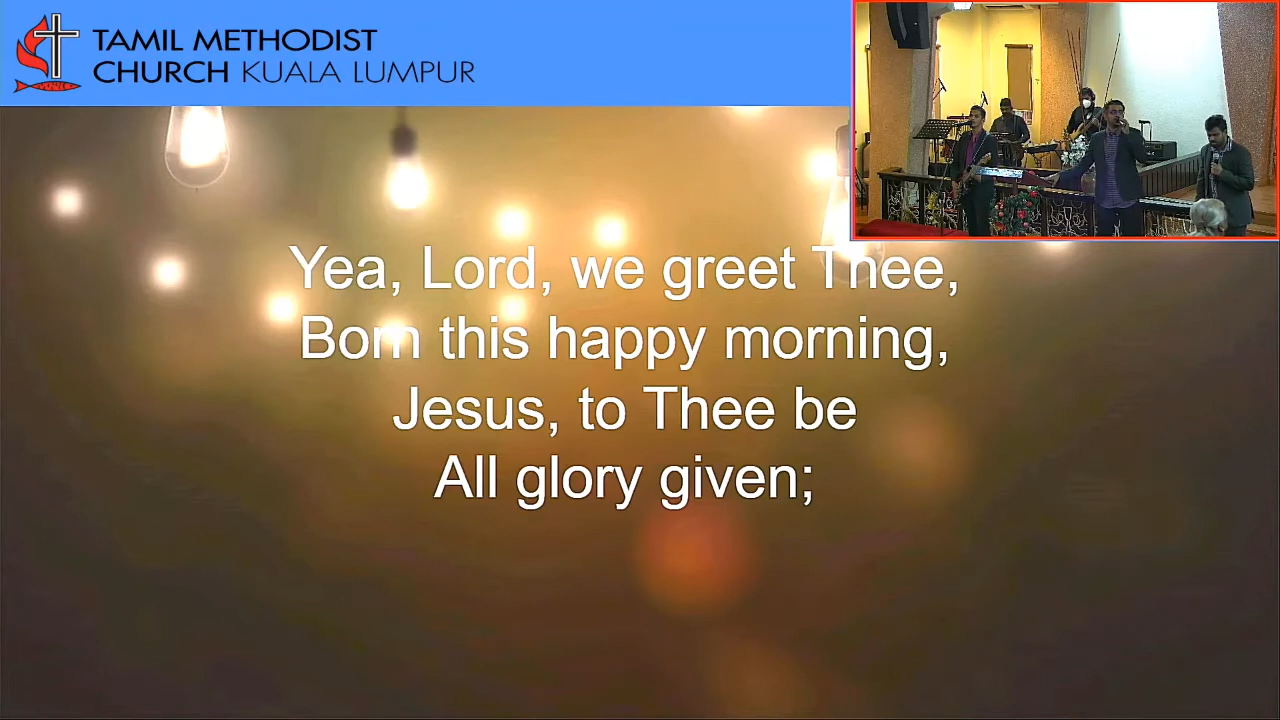 TAMIL METHODIST
CHURCH KUALA LUMPUR
Yea, Lord, we greet Thee,
Born this happy morning,
Jesus, to Thee be
All glory given;